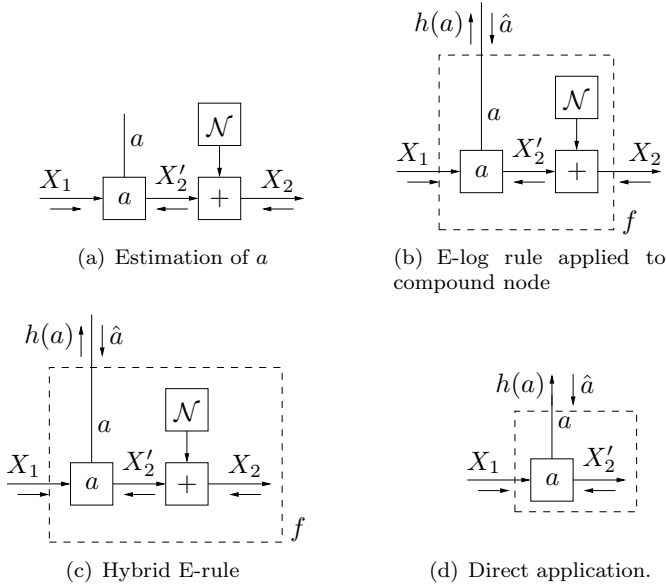 a
𝒩
X₁
a
X₂′
+
X₂
(a) Estimation of a
h(a) â
a
𝒩
X₁
a
X₂′
+
X₂
f
(b) E-log rule applied to
compound node
h(a) â
a
𝒩
X₁
a
X₂′
+
X₂
f
(c) Hybrid E-rule
h(a) â
a
X₁
a
X₂′
(d) Direct application.